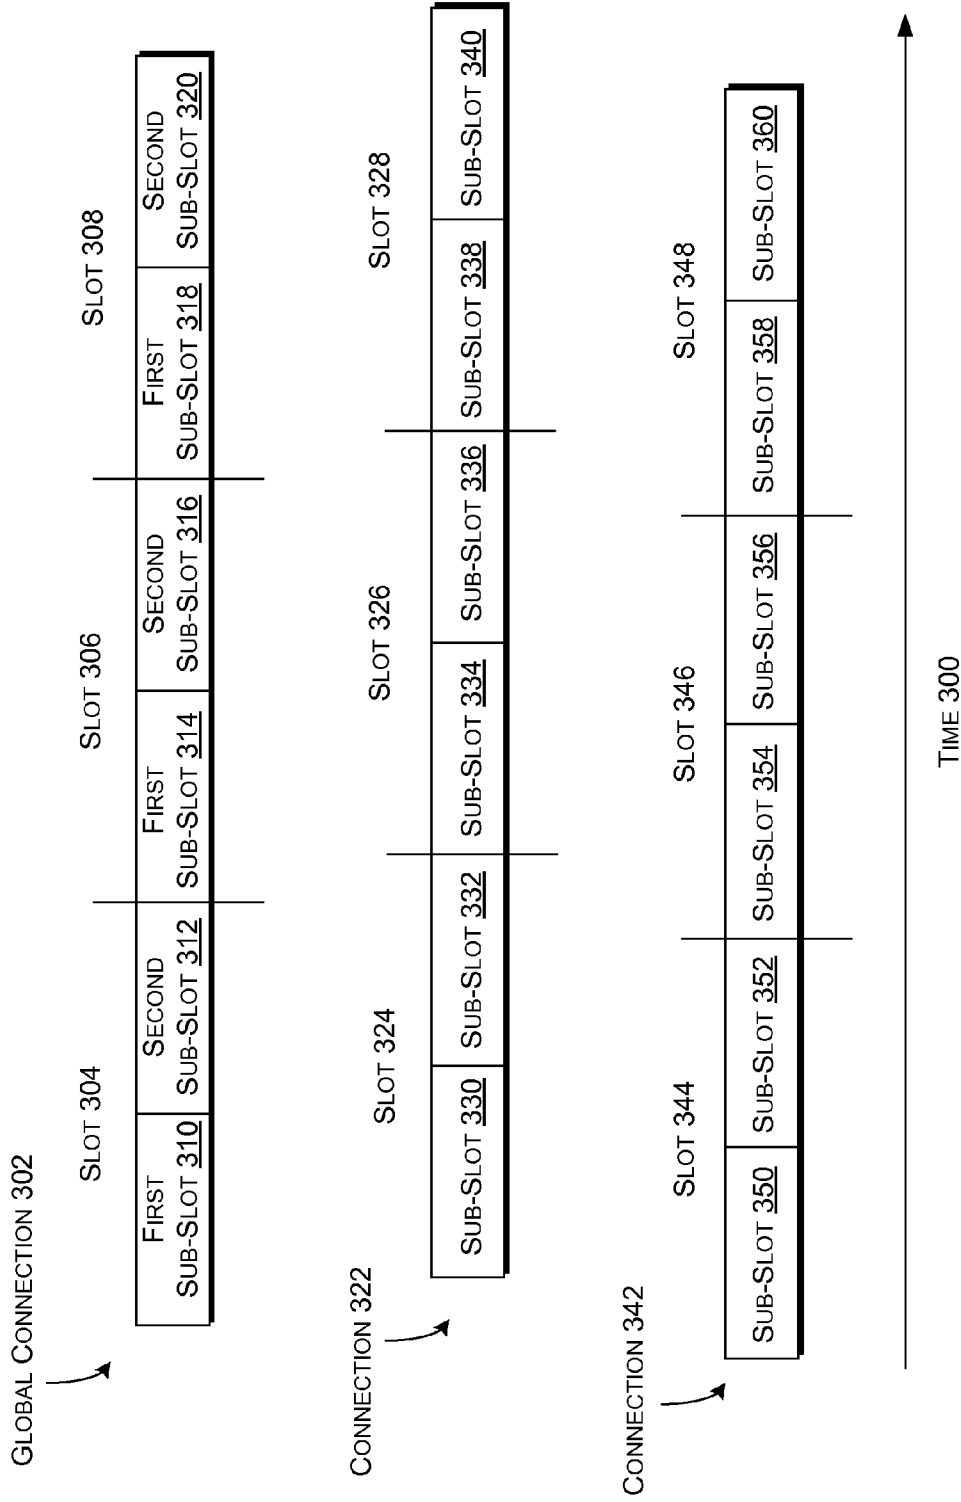 GLOBAL CONNECTION 302
SLOT 304
SLOT 306
SLOT 308
FIRST
SUB-SLOT 310
SECOND
SUB-SLOT 312
FIRST
SUB-SLOT 314
SECOND
SUB-SLOT 316
FIRST
SUB-SLOT 318
SECOND
SUB-SLOT 320
CONNECTION 322
SLOT 324
SLOT 326
SLOT 328
SUB-SLOT 330
SUB-SLOT 332
SUB-SLOT 334
SUB-SLOT 336
SUB-SLOT 338
SUB-SLOT 340
CONNECTION 342
SLOT 344
SLOT 346
SLOT 348
SUB-SLOT 350
SUB-SLOT 352
SUB-SLOT 354
SUB-SLOT 356
SUB-SLOT 358
SUB-SLOT 360
TIME 300